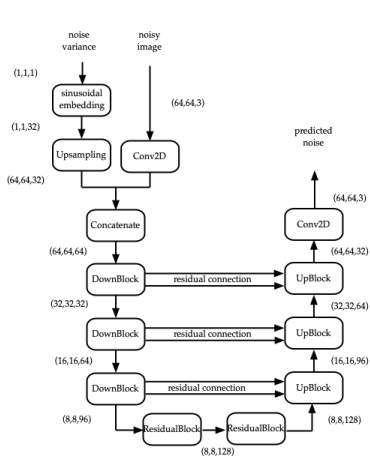 noise
variance
noisy
image
(1,1,1)
sinusoidal
embedding
(64,64,3)
(1,1,32)
Upsampling
Conv2D
predicted
noise
(64,64,32)
(64,64,3)
Concatenate
Conv2D
(64,64,64)
(64,64,32)
DownBlock
residual connection
UpBlock
(32,32,32)
(32,32,64)
DownBlock
residual connection
UpBlock
(16,16,64)
(16,16,96)
DownBlock
residual connection
UpBlock
(8,8,96)
(8,8,128)
ResidualBlock
ResidualBlock
(8,8,128)